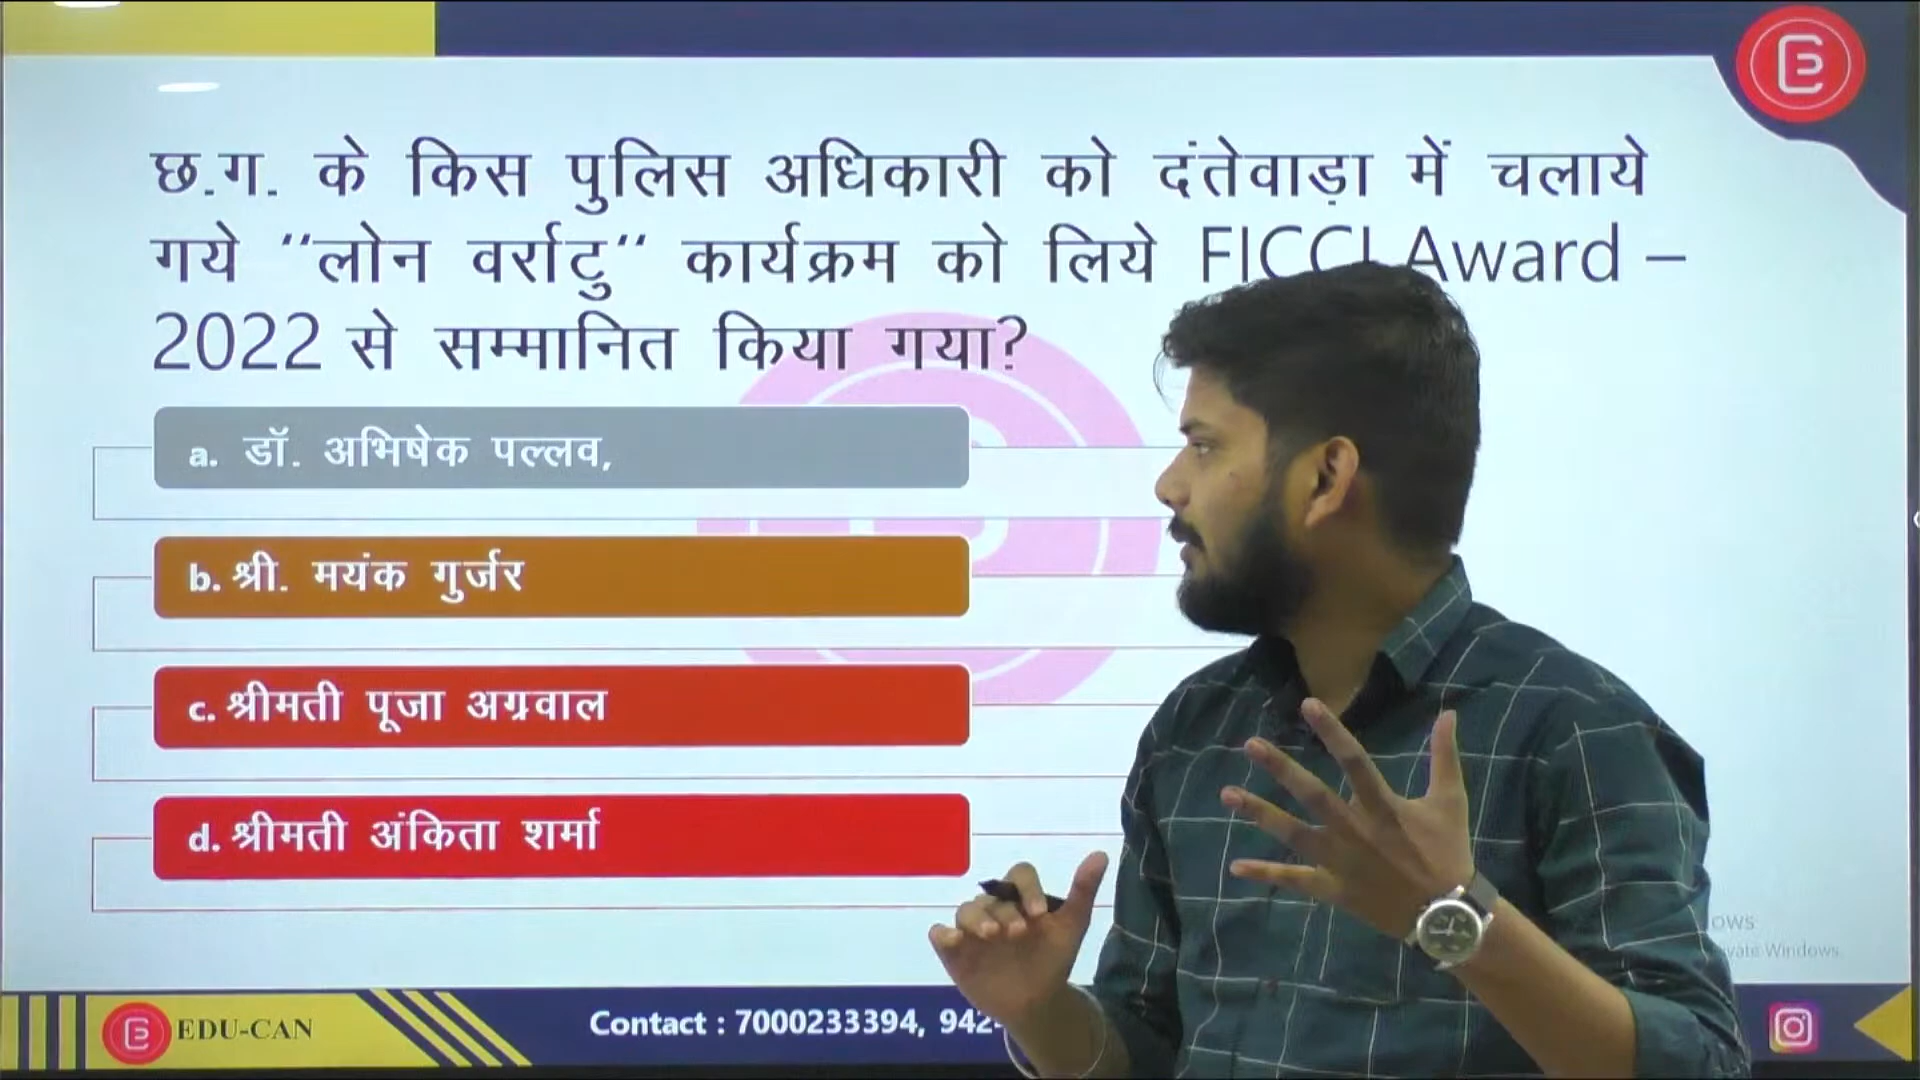 छ.ग. के किस पुलिस अधिकारी को दंतेवाड़ा में चलाये
गये “लोन वर्राटु“ कार्यक्रम को लिये FICCI Award –
2022 से सम्मानित किया गया?
a. डॉ. अभिषेक पल्लव,
b. श्री. मयंक गुर्जर
c. श्रीमती पूजा अग्रवाल
d. श्रीमती अंकिता शर्मा
Windows
EDU-CAN
Contact : 7000233394, 942